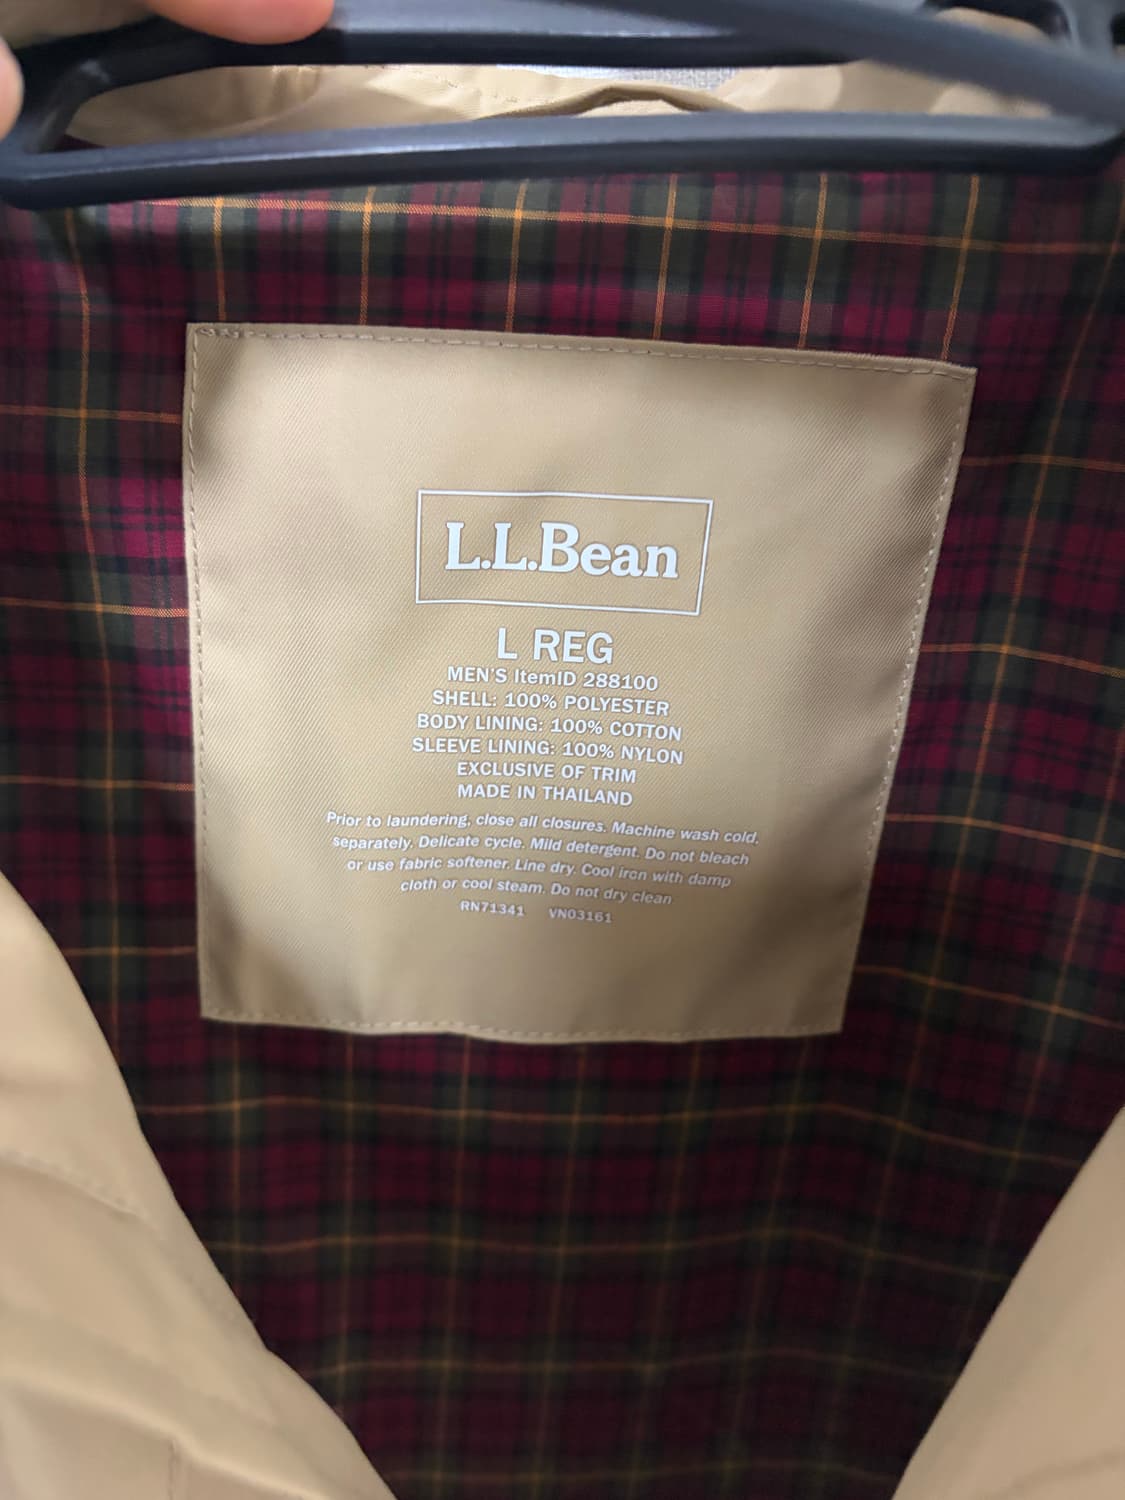 L.L.Bean
L REG
MEN'S ItemID 288100
SHELL: 100% POLYESTER
BODY LINING: 100% COTTON
SLEEVE LINING: 100% NYLON
EXCLUSIVE OF TRIM
MADE IN THAILAND
Prior to laundering, close all closures. Machine wash cold,
separately. Delicate cycle. Mild detergent. Do not bleach
or use fabric softener. Line dry. Cool iron with damp
cloth or cool steam. Do not dry clean
RN71341 VN03161